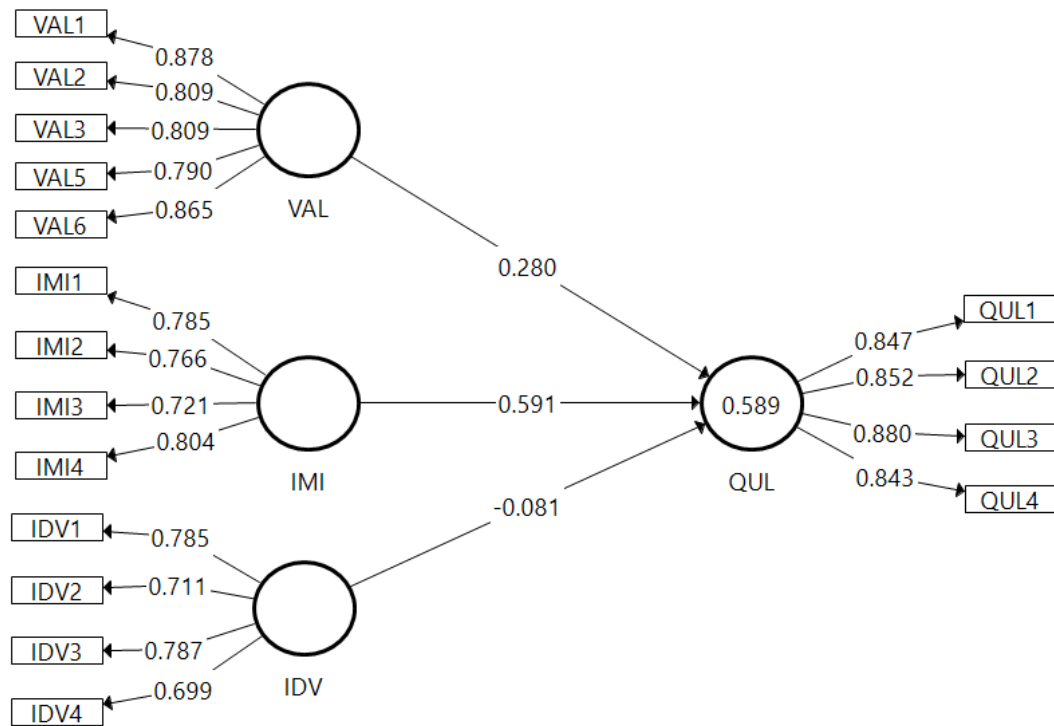 VAL1
0.878
VAL2
0.809
VAL3
0.809
VAL5
0.790
VAL6
0.865
VAL
0.280
IMI1
0.785
IMI2
0.766
IMI3
0.721
IMI4
0.804
IMI
0.591
IDV1
0.785
IDV2
0.711
IDV3
0.787
IDV4
0.699
IDV
-0.081
0.589
QUL
0.847
QUL1
0.852
QUL2
0.880
QUL3
0.843
QUL4